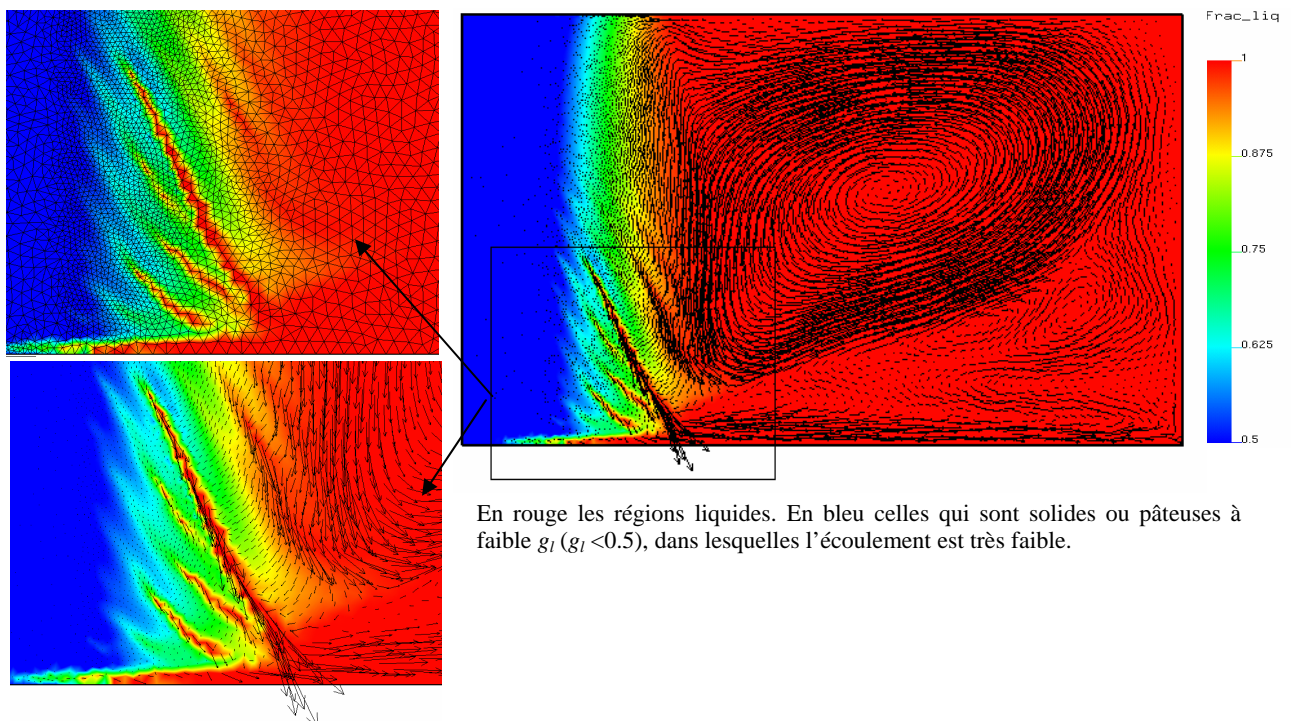 Frac_liq
1
0.875
0.75
0.625
0.5
En rouge les régions liquides. En bleu celles qui sont solides ou pâteuses à
faible gl (gl <0.5), dans lesquelles l’écoulement est très faible.